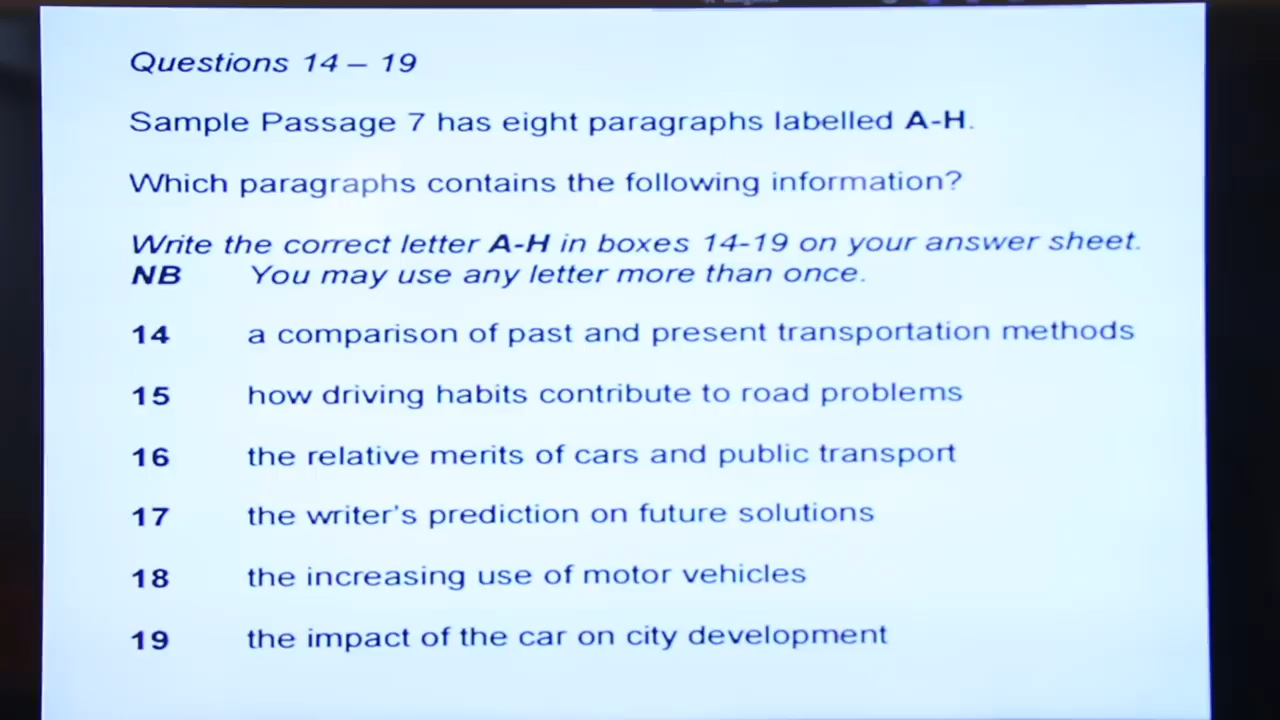 Questions 14 – 19
Sample Passage 7 has eight paragraphs labelled A-H.
Which paragraphs contains the following information?
Write the correct letter A-H in boxes 14-19 on your answer sheet.
NB You may use any letter more than once.
14 a comparison of past and present transportation methods
15 how driving habits contribute to road problems
16 the relative merits of cars and public transport
17 the writer's prediction on future solutions
18 the increasing use of motor vehicles
19 the impact of the car on city development